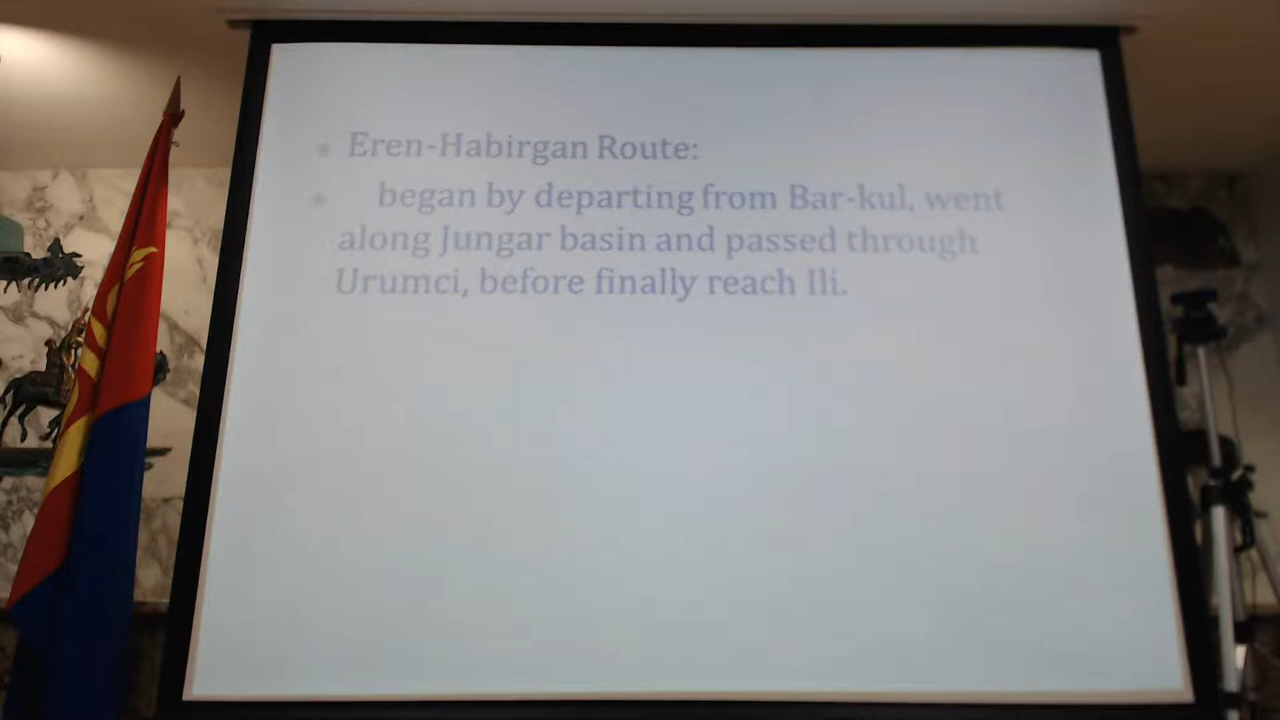 Eren-Habirgan Route:
began by departing from Bar-kul, went
along Jungar basin and passed through
Urumci, before finally reach Ili.